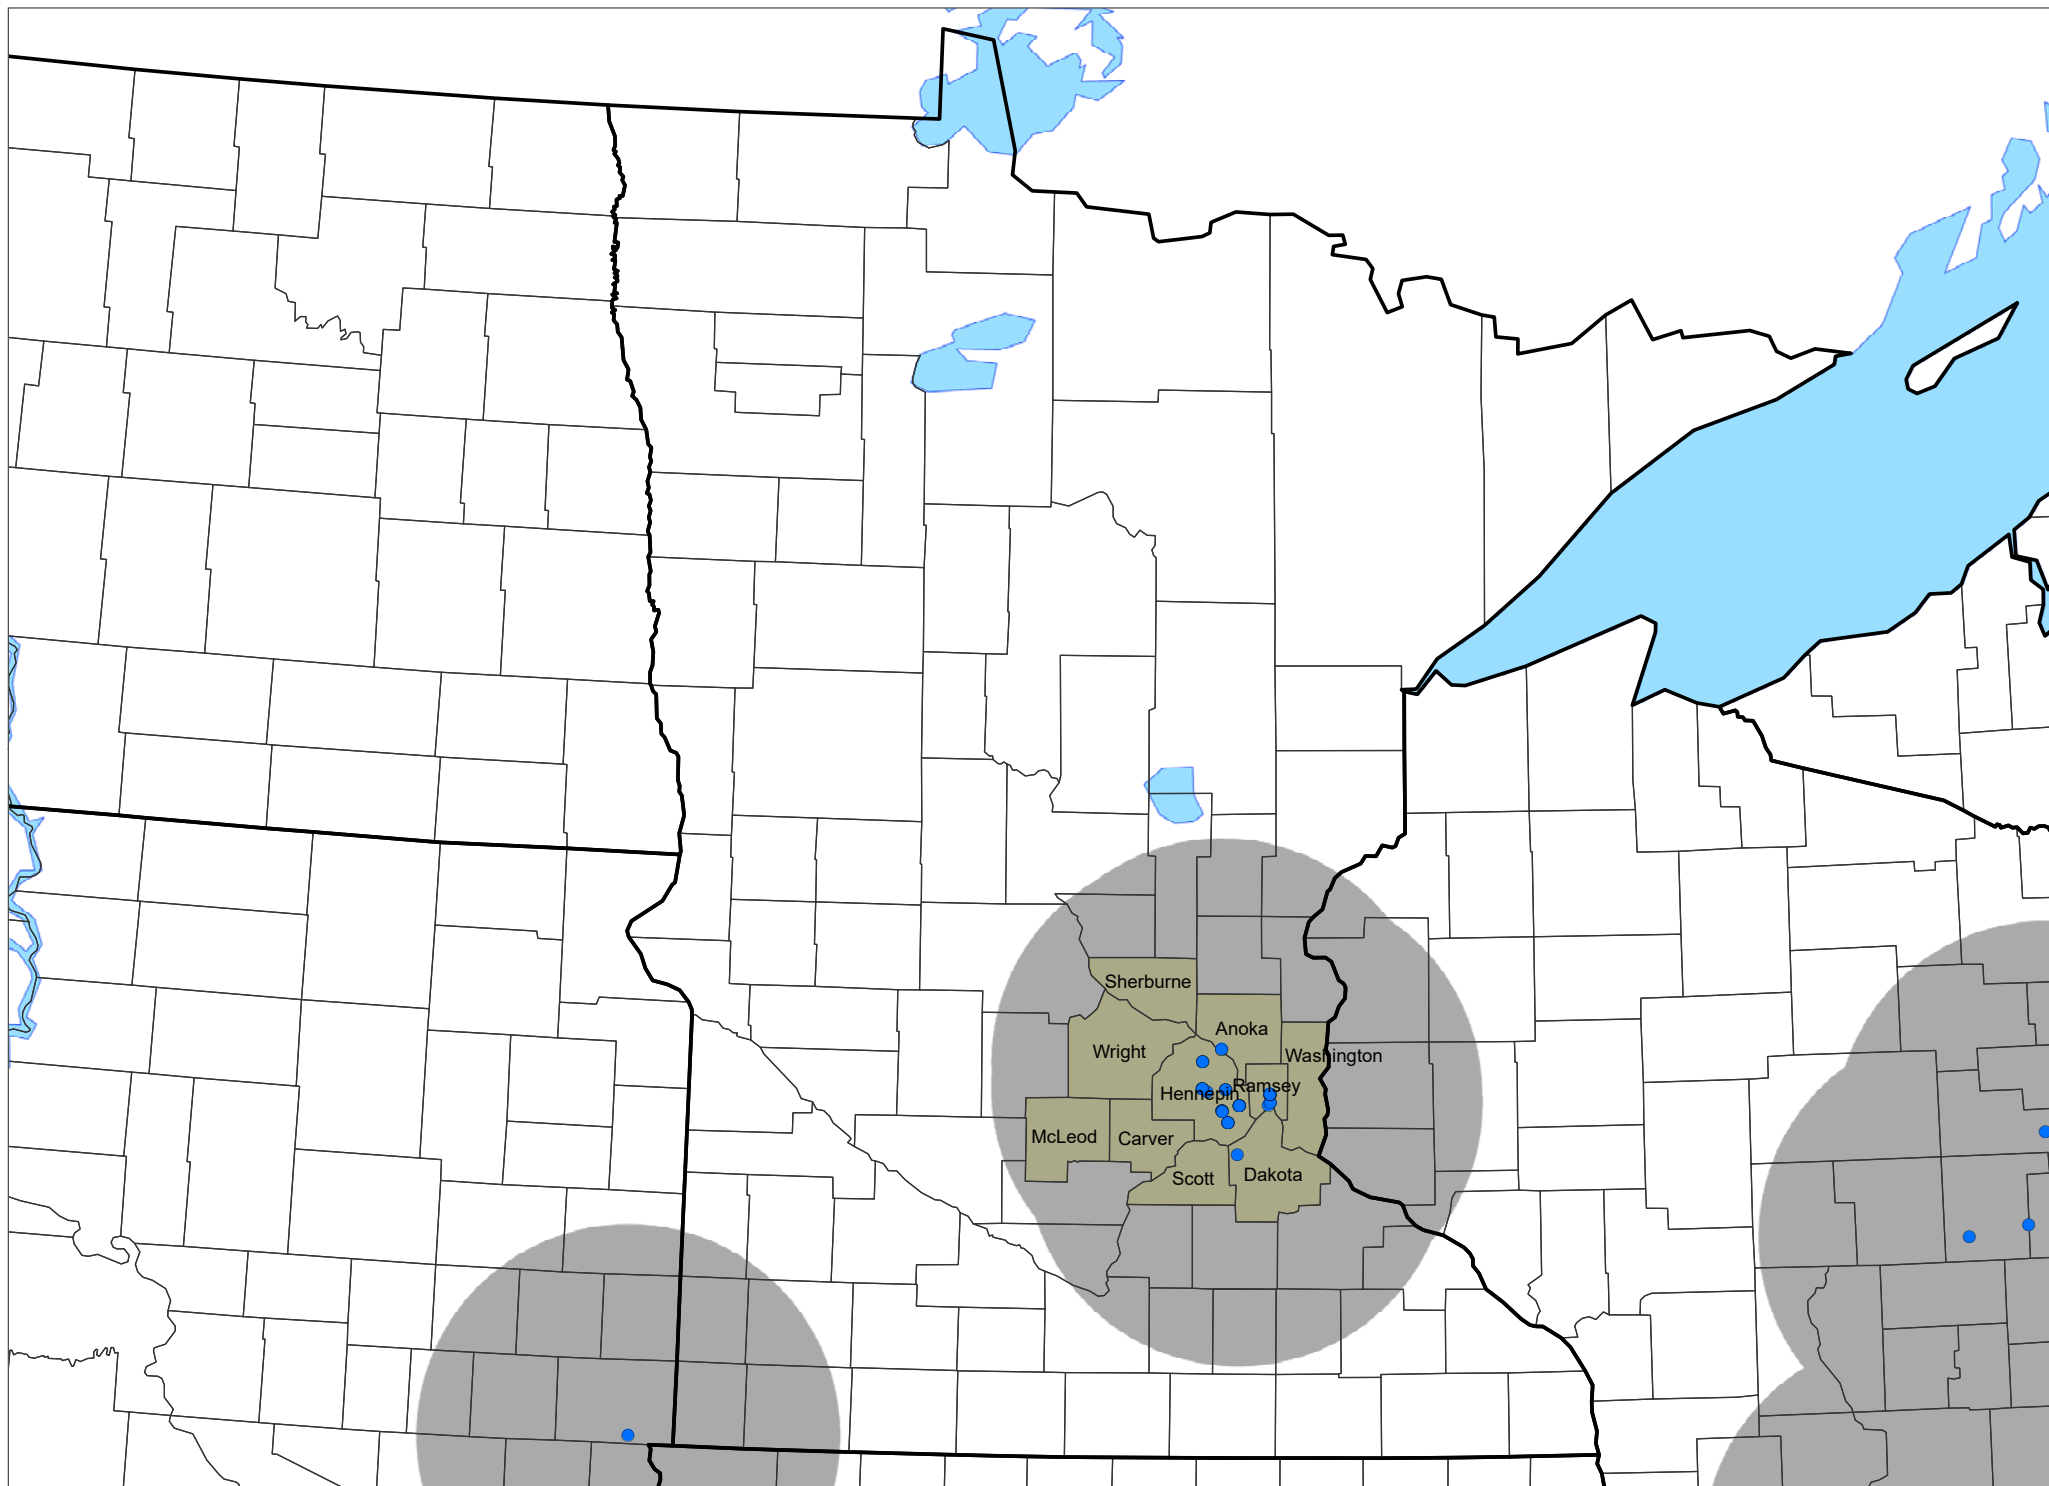 Sherburne
Anoka
Wright
Washington
Ramsey
Hennepin
McLeod
Carver
Scott
Dakota